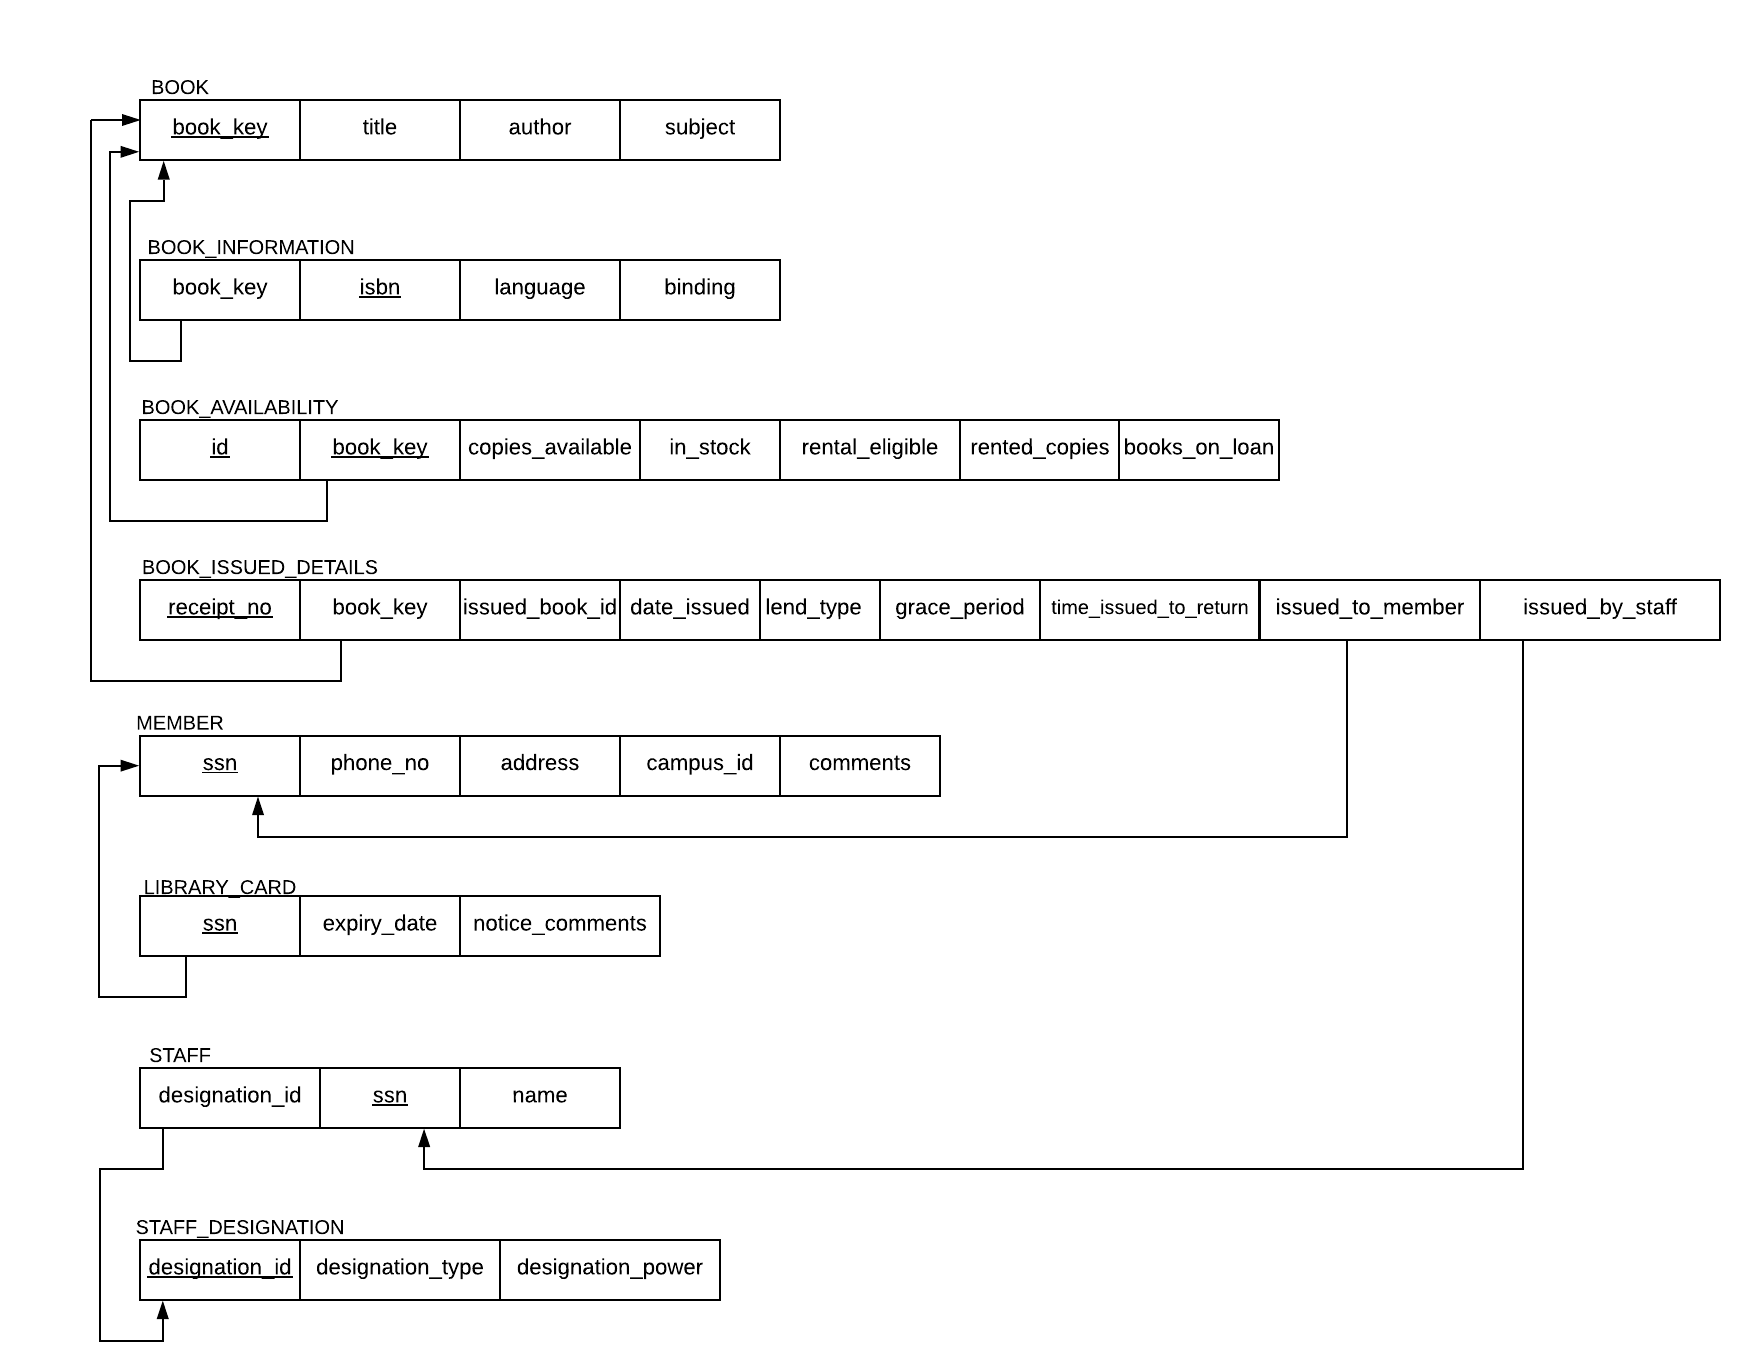 BOOK
book_key title author subject
BOOK_INFORMATION
book_key isbn language binding
BOOK_AVAILABILITY
id book_key copies_available in_stock rental_eligible rented_copies books_on_loan
BOOK_ISSUED_DETAILS
receipt_no book_key issued_book_id date_issued lend_type grace_period time_issued_to_return issued_to_member issued_by_staff
MEMBER
ssn phone_no address campus_id comments
LIBRARY_CARD
ssn expiry_date notice_comments
STAFF
designation_id ssn name
STAFF_DESIGNATION
designation_id designation_type designation_power